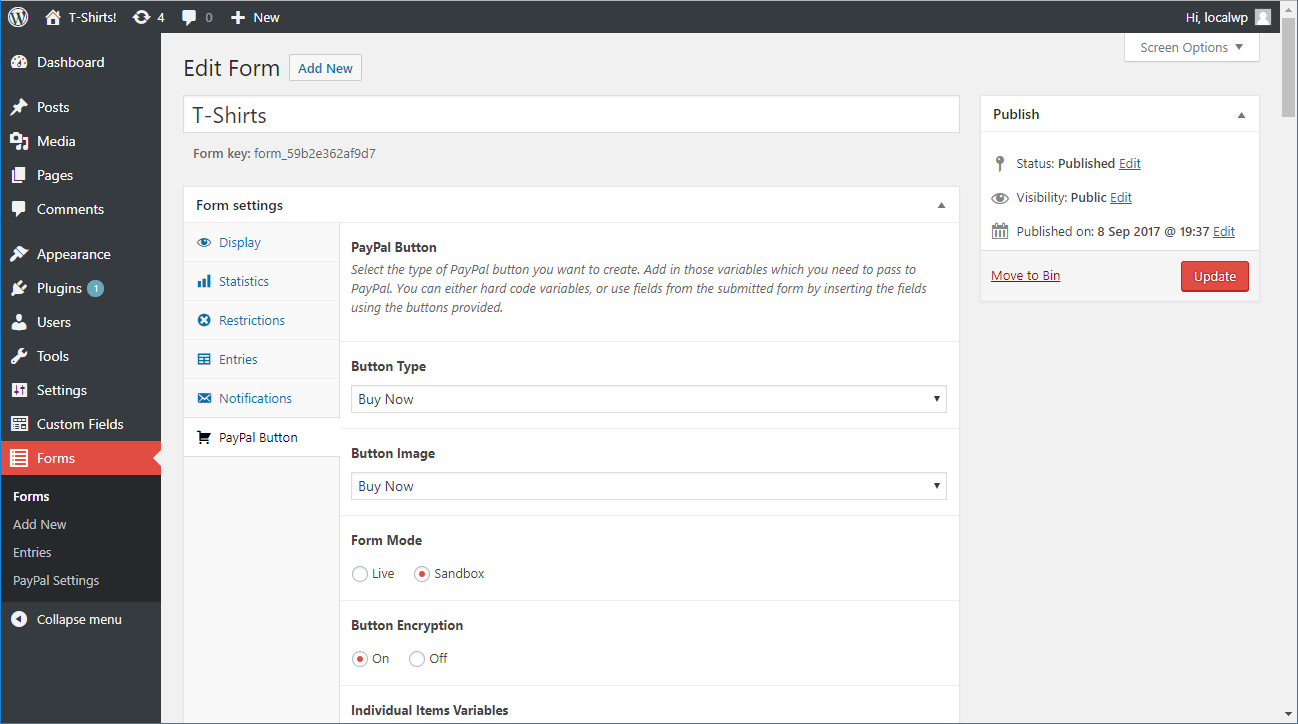 T-Shirts! 4 0 New Hi, localwp
Dashboard
Posts
Media
Pages
Comments
Appearance
Plugins 1
Users
Tools
Settings
Custom Fields
Forms
Forms
Add New
Entries
PayPal Settings
Collapse menu
Screen Options
Edit Form Add New
T-Shirts
Form key: form_59b2e362af9d7
Form settings
Display
Statistics
Restrictions
Entries
Notifications
PayPal Button
PayPal Button
Select the type of PayPal button you want to create. Add in those variables which you need to pass to
PayPal. You can either hard code variables, or use fields from the submitted form by inserting the fields
using the buttons provided.
Button Type
Buy Now
Button Image
Buy Now
Form Mode
Live Sandbox
Button Encryption
On Off
Individual Items Variables
Publish
Status: Published Edit
Visibility: Public Edit
Published on: 8 Sep 2017 @ 19:37 Edit
Move to Bin Update